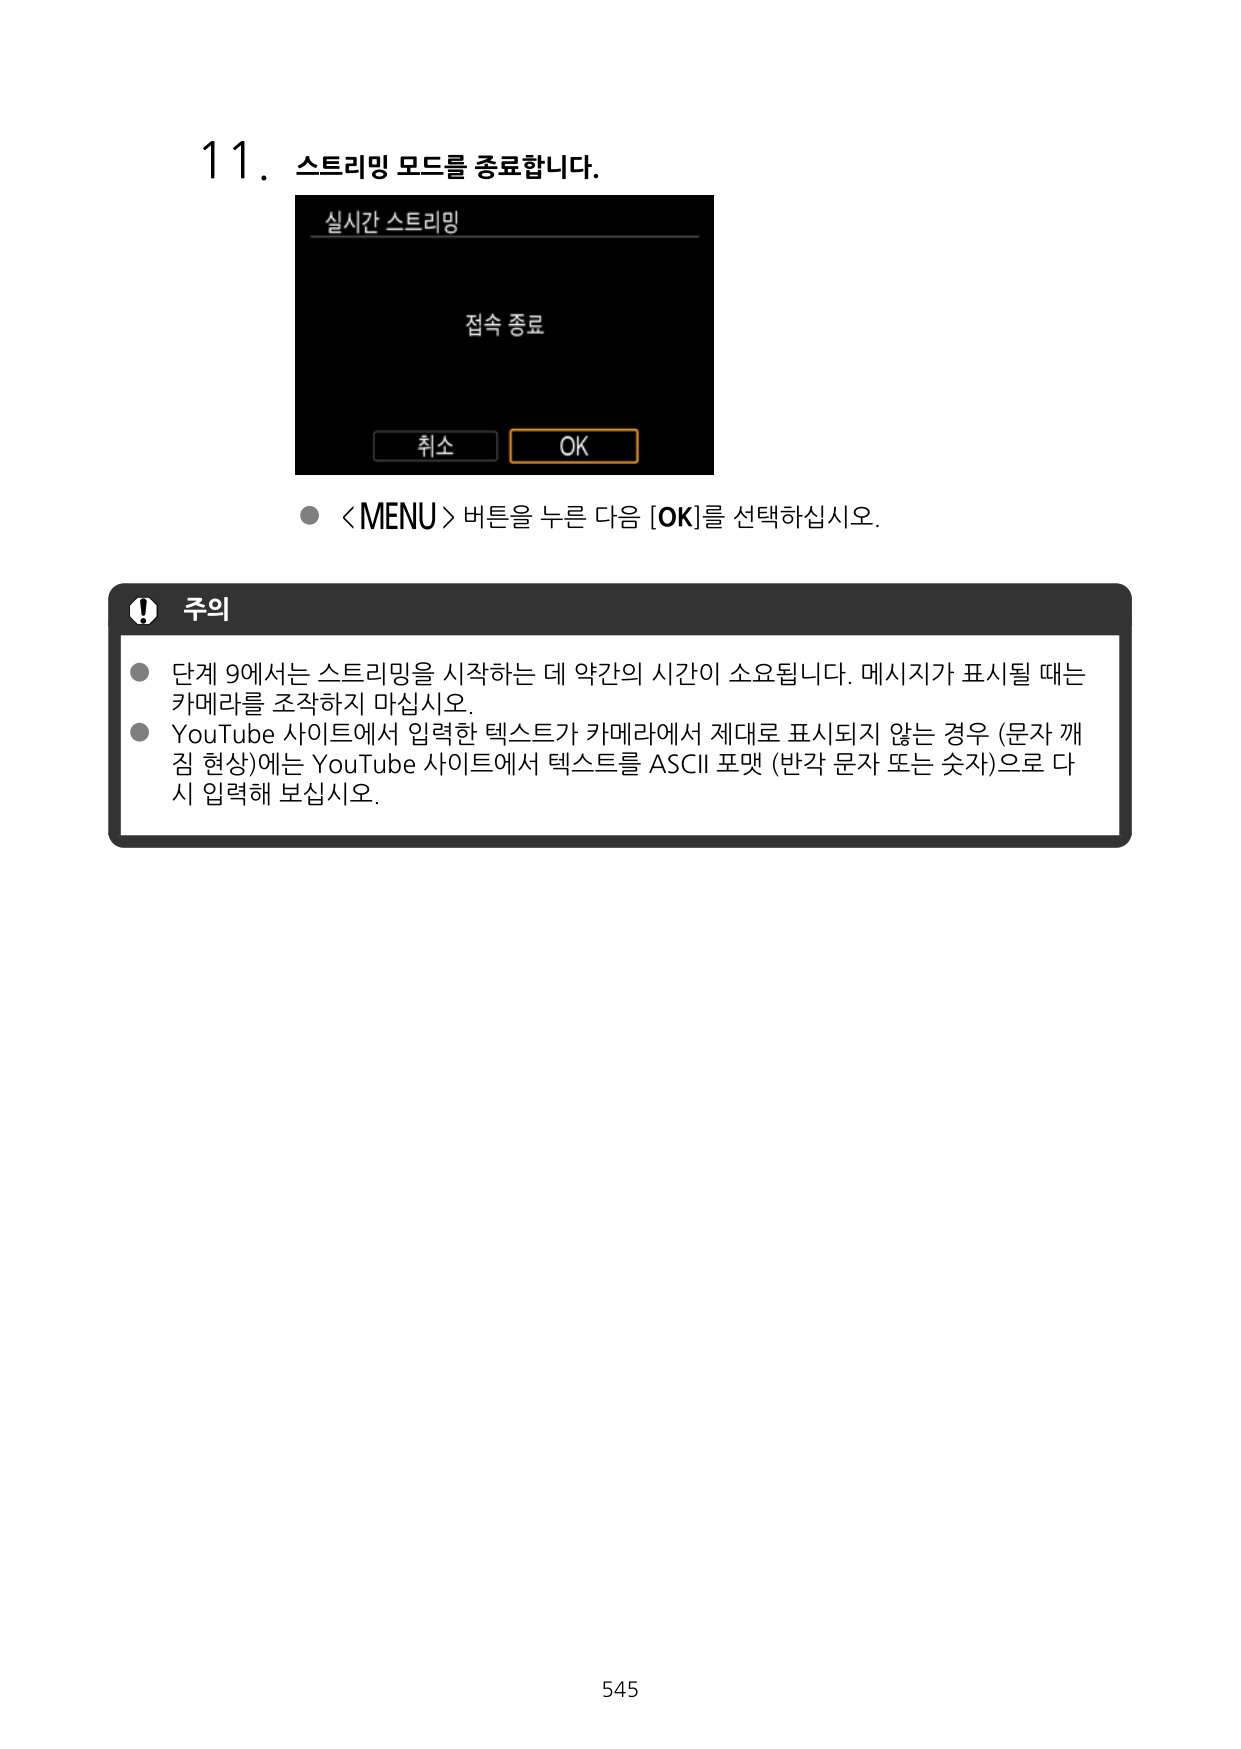 11. 스트리밍 모드를 종료합니다.
실시간 스트리밍
접속 종료
취소 OK
● <MENU> 버튼을 누른 다음 [OK]를 선택하십시오.
주의
● 단계 9에서는 스트리밍을 시작하는 데 약간의 시간이 소요됩니다. 메시지가 표시될 때는
카메라를 조작하지 마십시오.
● YouTube 사이트에서 입력한 텍스트가 카메라에서 제대로 표시되지 않는 경우 (문자 깨
짐 현상)에는 YouTube 사이트에서 텍스트를 ASCII 포맷 (반각 문자 또는 숫자)으로 다
시 입력해 보십시오.
545